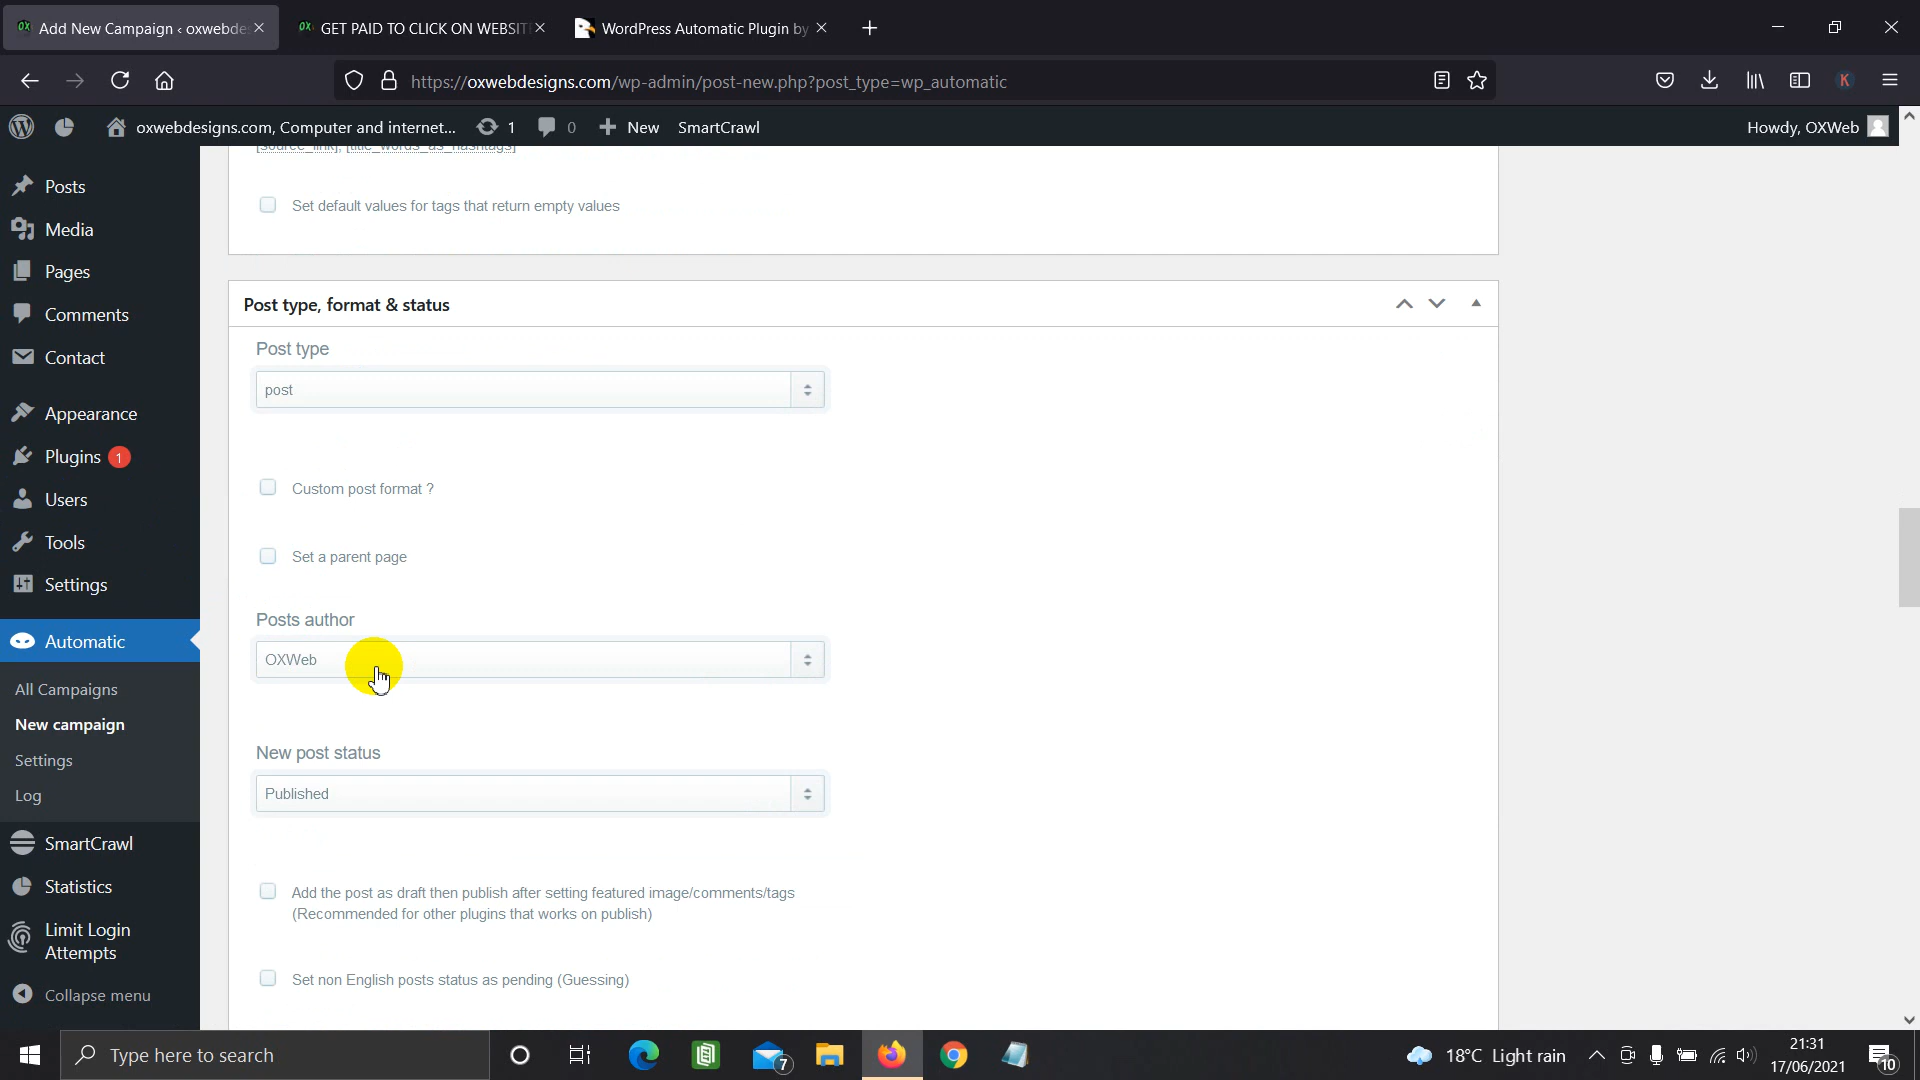 Add New Campaign ‹ oxwebde
GET PAID TO CLICK ON WEBSIT
WordPress Automatic Plugin by
https://oxwebdesigns.com/wp-admin/post-new.php?post_type=wp_automatic
K
oxwebdesigns.com, Computer and internet...
1
0
New
SmartCrawl
Howdy, OXWeb
[source_link], [title_words_as_hashtags]
Set default values for tags that return empty values
Posts
Media
Pages
Comments
Contact
Appearance
Plugins 1
Users
Tools
Settings
Automatic
All Campaigns
New campaign
Settings
Log
SmartCrawl
Statistics
Limit Login
Attempts
Collapse menu
Post type, format & status
Post type
post
Custom post format ?
Set a parent page
Posts author
OXWeb
New post status
Published
Add the post as draft then publish after setting featured image/comments/tags
(Recommended for other plugins that works on publish)
Set non English posts status as pending (Guessing)
Type here to search
7
18°C Light rain
21:31
17/06/2021
10